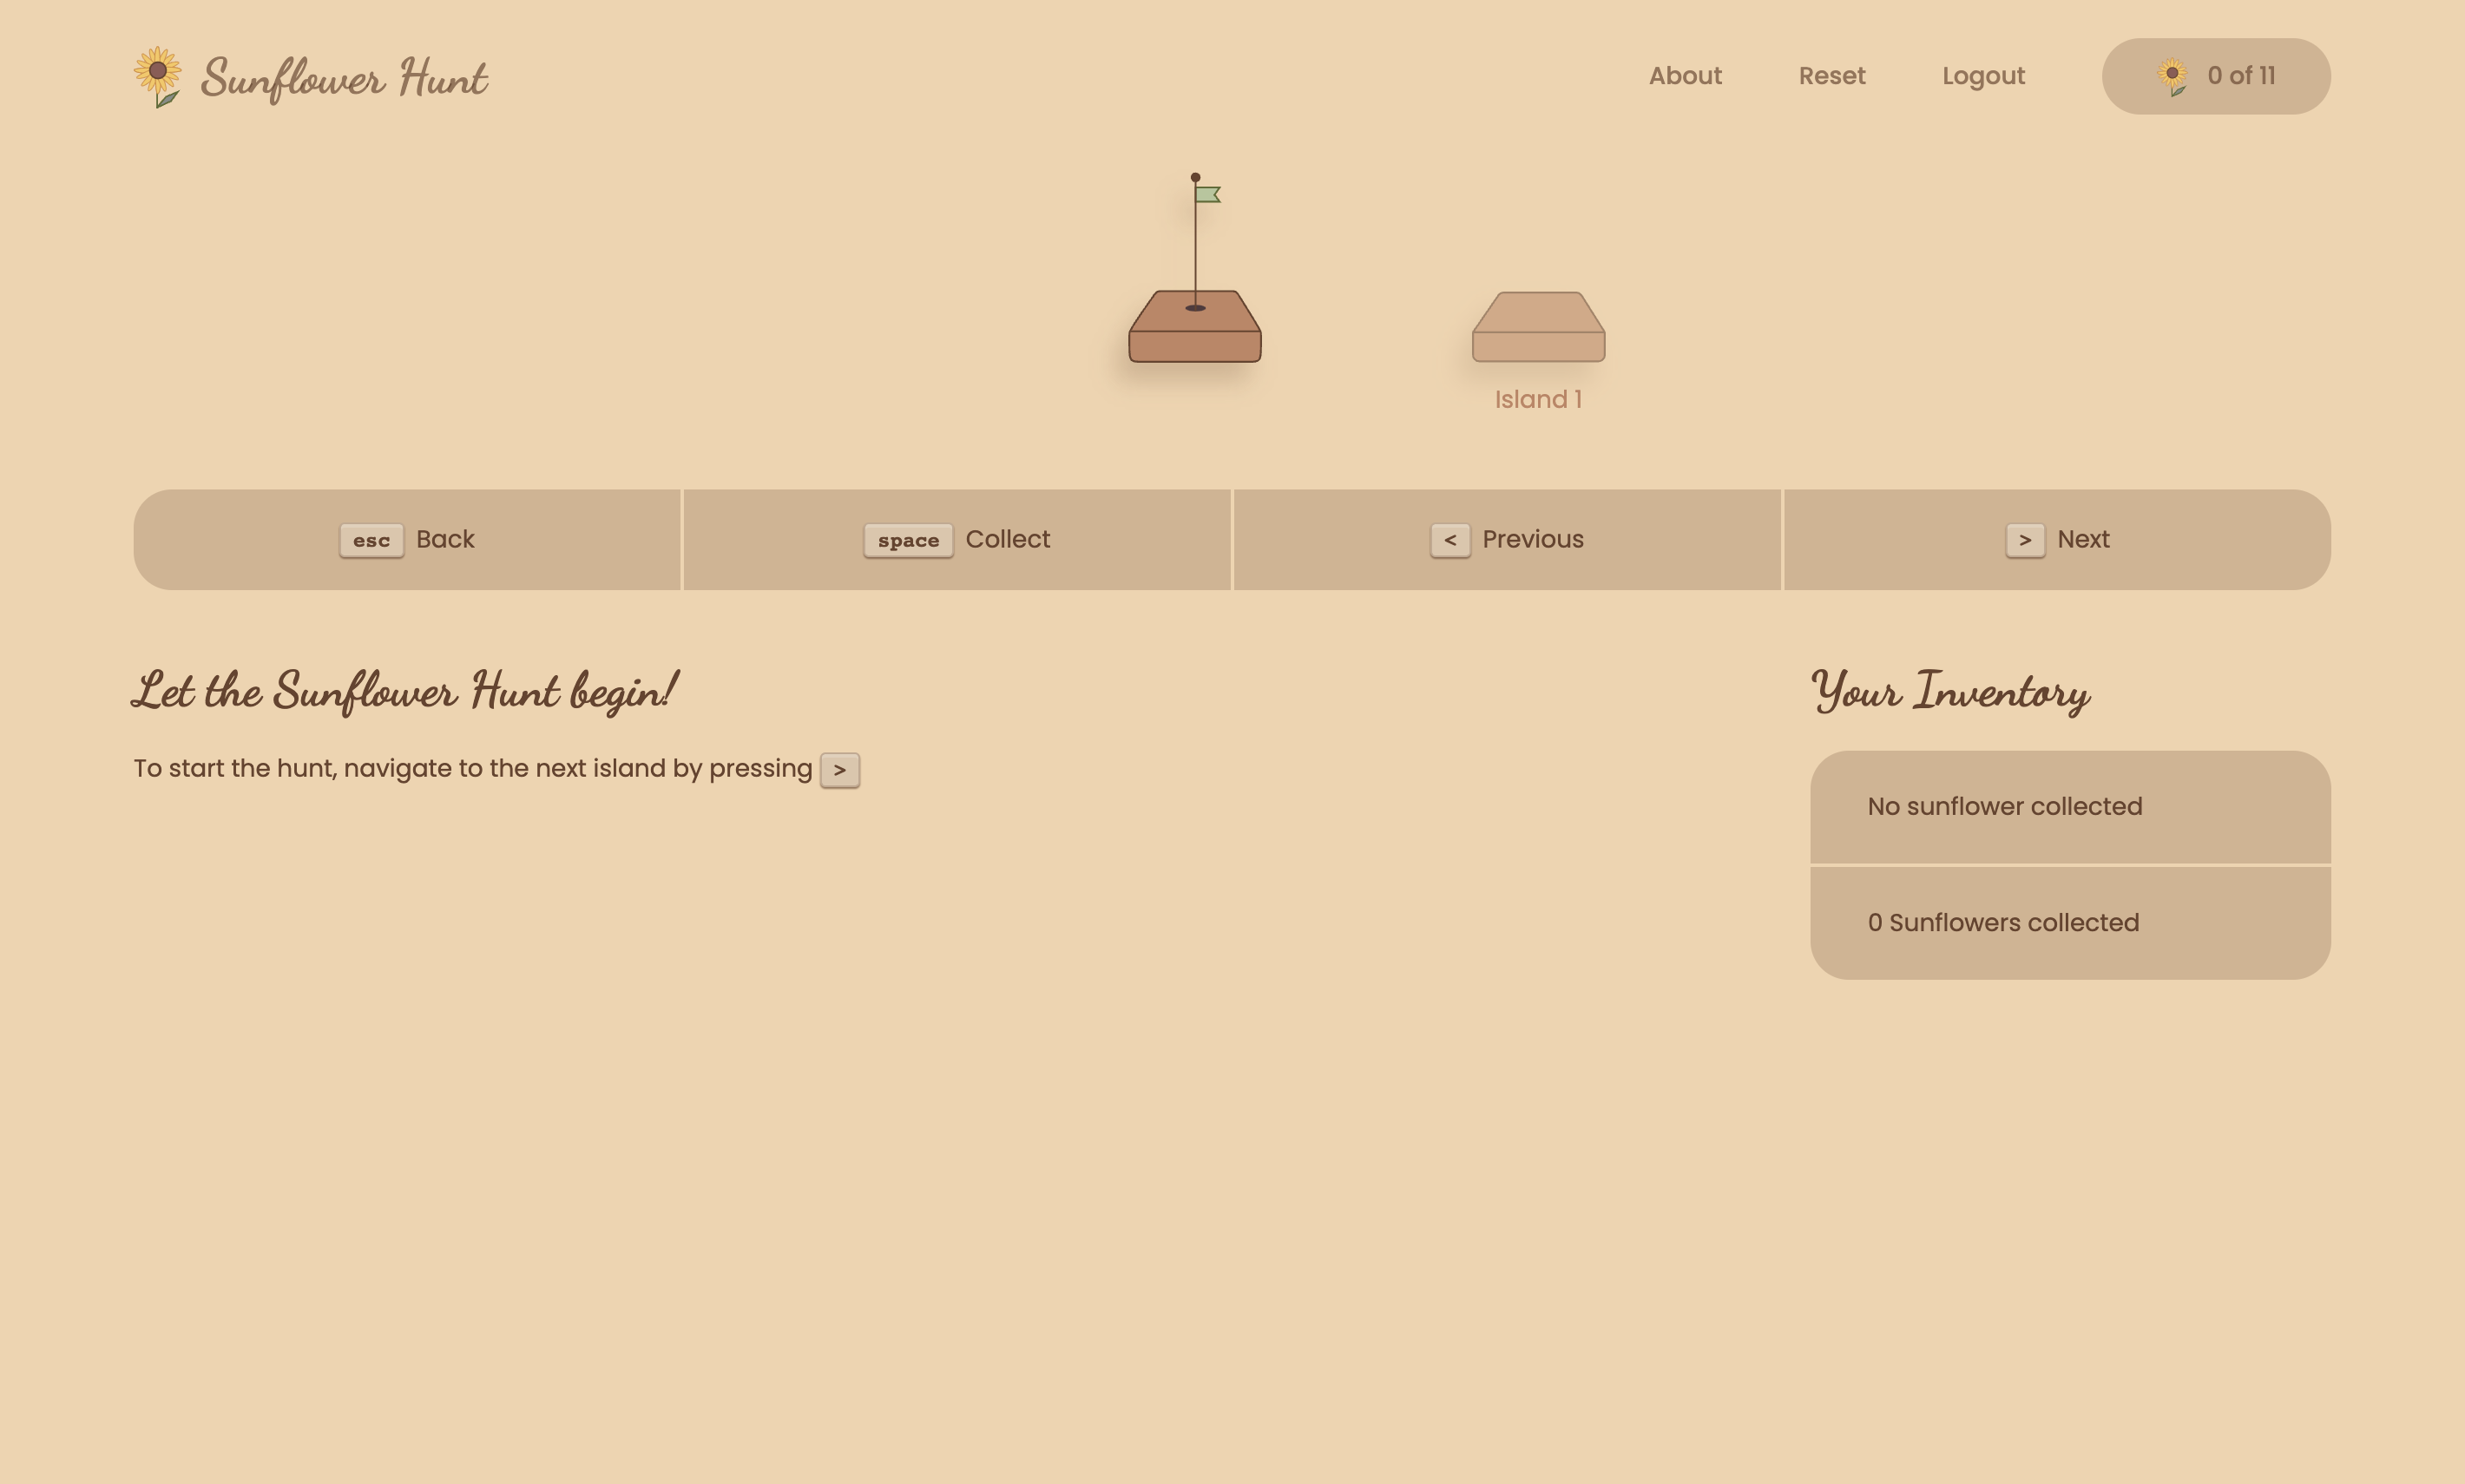 Sunflower Hunt
About
Reset
Logout
0 of 11
Island 1
esc Back
space Collect
< Previous
> Next
Let the Sunflower Hunt begin!
To start the hunt, navigate to the next island by pressing >
Your Inventory
No sunflower collected
0 Sunflowers collected